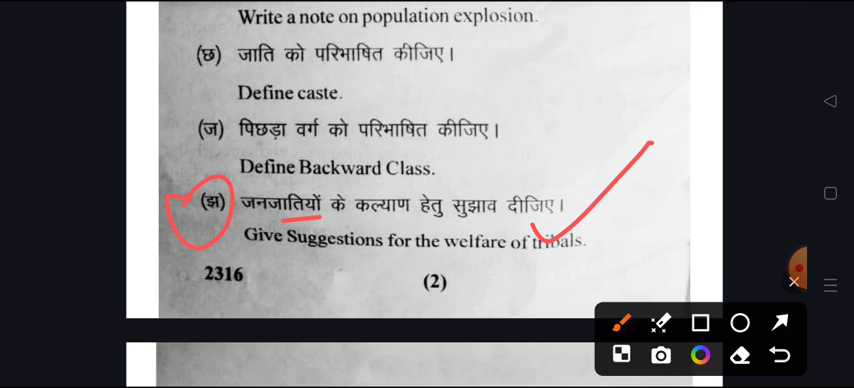 Write a note on population explosion.
(छ) जाति को परिभाषित कीजिए।
Define caste.
(ज) पिछड़ा वर्ग को परिभाषित कीजिए।
Define Backward Class.
(झ) जनजातियों के कल्याण हेतु सुझाव दीजिए।
Give Suggestions for the welfare of tribals.
2316 (2)